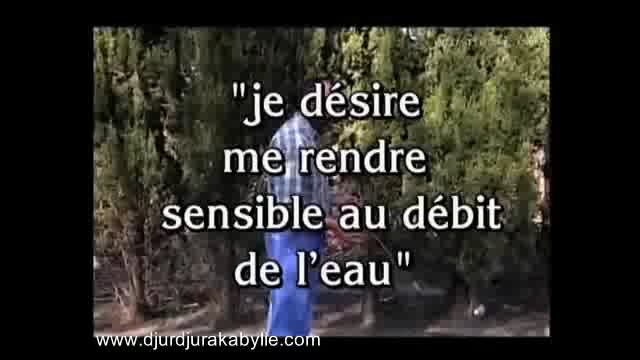 "je désire
me rendre
sensible au débit
de l'eau"
www.djurdjurakabylie.com